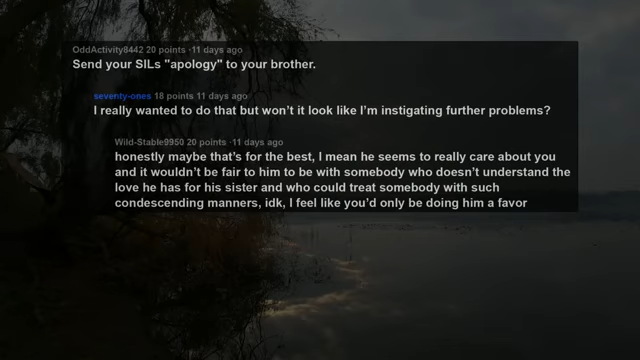 OddActivity8442 20 points ·11 days ago
Send your SILs "apology" to your brother.
seventy-ones 18 points 11 days ago
I really wanted to do that but won't it look like I'm instigating further problems?
Wild-Stable9950 20 points ·11 days ago
honestly maybe that's for the best, I mean he seems to really care about you
and it wouldn't be fair to him to be with somebody who doesn't understand the
love he has for his sister and who could treat somebody with such
condescending manners, idk, I feel like you'd only be doing him a favor